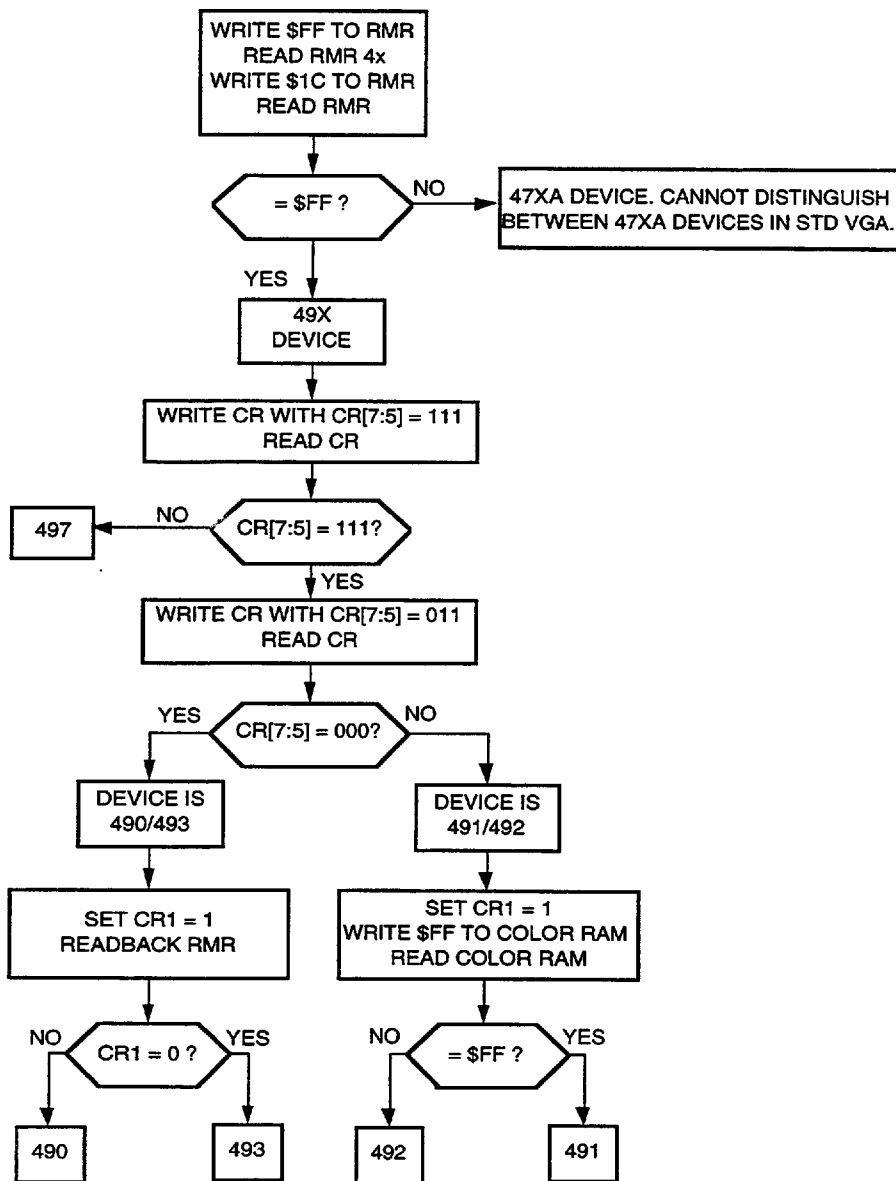 WRITE $FF TO RMR
READ RMR 4x
WRITE $1C TO RMR
READ RMR
= $FF ?
NO
47XA DEVICE. CANNOT DISTINGUISH
BETWEEN 47XA DEVICES IN STD VGA.
YES
49X
DEVICE
WRITE CR WITH CR[7:5] = 111
READ CR
497
NO
CR[7:5] = 111?
YES
WRITE CR WITH CR[7:5] = 011
READ CR
YES
CR[7:5] = 000?
NO
DEVICE IS
490/493
DEVICE IS
491/492
SET CR1 = 1
READBACK RMR
SET CR1 = 1
WRITE $FF TO COLOR RAM
READ COLOR RAM
NO
CR1 = 0 ?
YES
NO
= $FF ?
YES
490
493
492
491